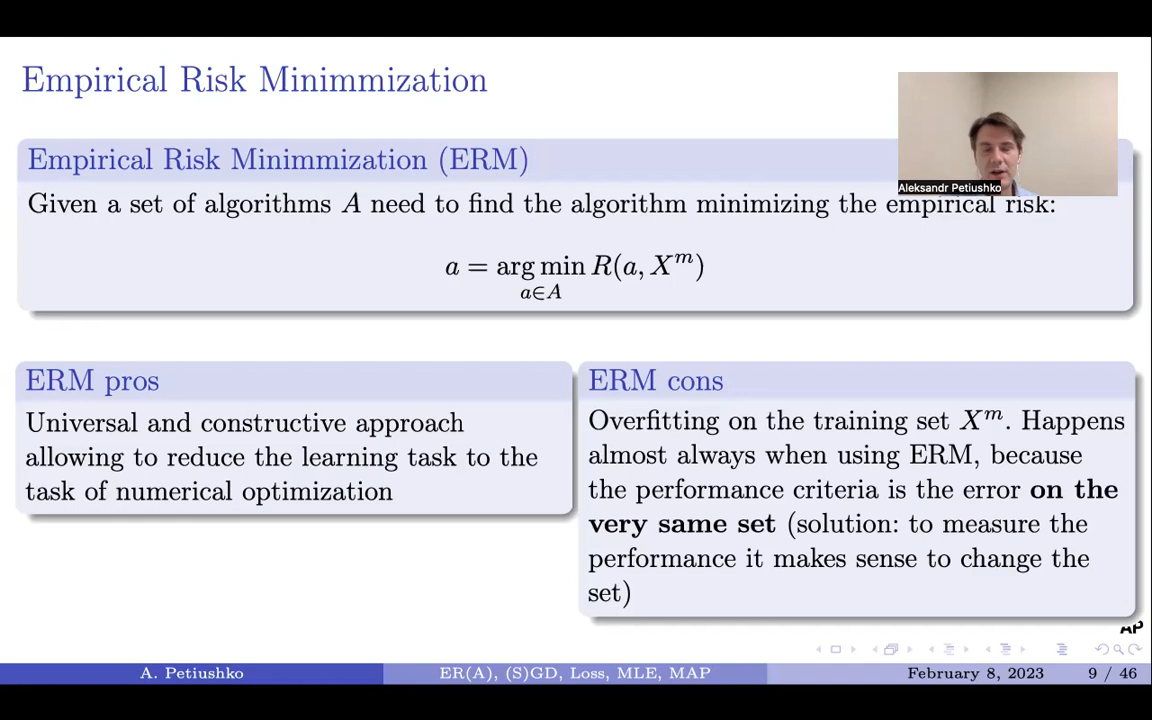 Empirical Risk Minimmization
Aleksandr Petiushko
Empirical Risk Minimmization (ERM)
Given a set of algorithms A need to find the algorithm minimizing the empirical risk:
a = arg min R(a, Xᵐ)
a∈A
ERM pros
Universal and constructive approach
allowing to reduce the learning task to the
task of numerical optimization
ERM cons
Overfitting on the training set Xᵐ. Happens
almost always when using ERM, because
the performance criteria is the error on the
very same set (solution: to measure the
performance it makes sense to change the
set)
AP
A. Petiushko
ER(A), (S)GD, Loss, MLE, MAP
February 8, 2023
9 / 46